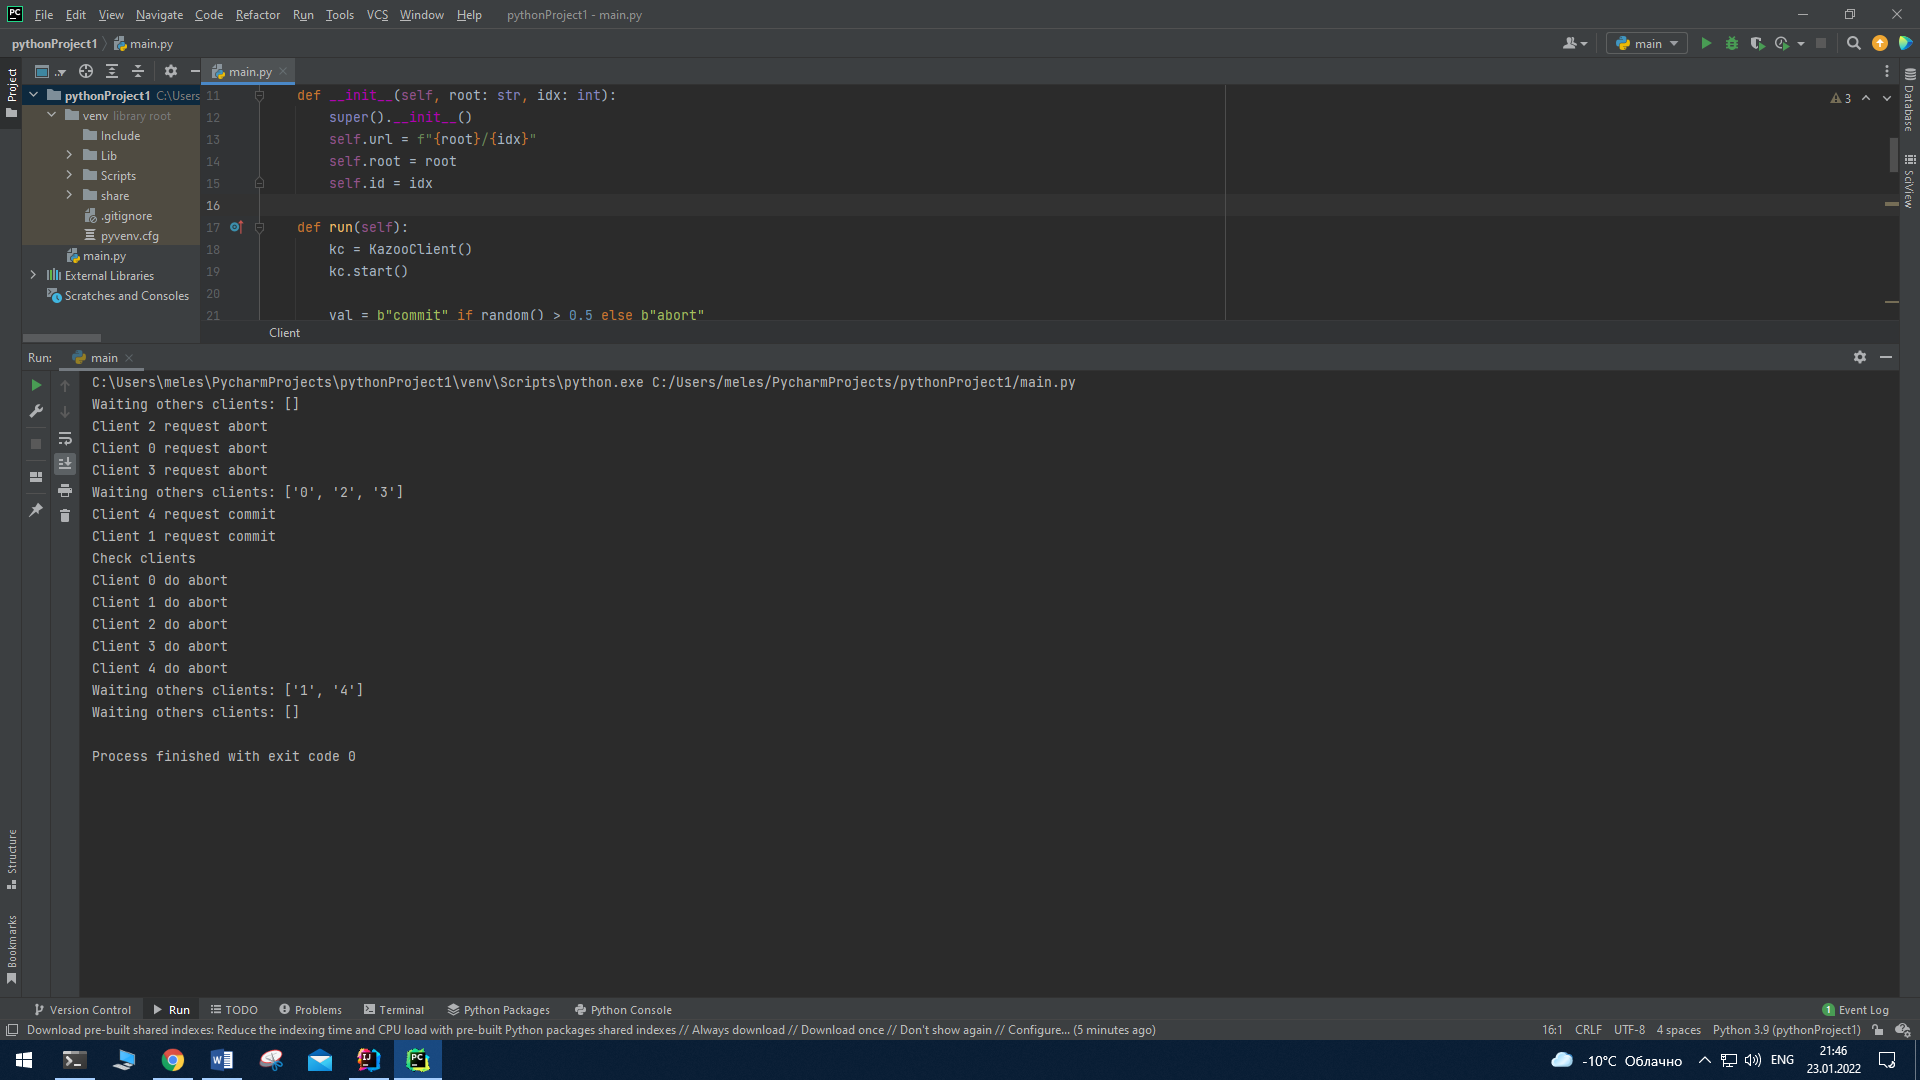 PC File Edit View Navigate Code Refactor Run Tools VCS Window Help pythonProject1 - main.py
pythonProject1 main.py main
Project
main.py
pythonProject1 C:\Users
venv library root
Include
Lib
Scripts
share
.gitignore
pyvenv.cfg
main.py
External Libraries
Scratches and Consoles
11 def __init__(self, root: str, idx: int):
12 super().__init__()
13 self.url = f"{root}/{idx}"
14 self.root = root
15 self.id = idx
16
17 def run(self):
18 kc = KazooClient()
19 kc.start()
20
21 val = b"commit" if random() > 0.5 else b"abort"
3
Database
SciView
Client
Run: main
C:\Users\meles\PycharmProjects\pythonProject1\venv\Scripts\python.exe C:/Users/meles/PycharmProjects/pythonProject1/main.py
Waiting others clients: []
Client 2 request abort
Client 0 request abort
Client 3 request abort
Waiting others clients: ['0', '2', '3']
Client 4 request commit
Client 1 request commit
Check clients
Client 0 do abort
Client 1 do abort
Client 2 do abort
Client 3 do abort
Client 4 do abort
Waiting others clients: ['1', '4']
Waiting others clients: []
Process finished with exit code 0
Structure
Bookmarks
Version Control Run TODO Problems Terminal Python Packages Python Console 1 Event Log
Download pre-built shared indexes: Reduce the indexing time and CPU load with pre-built Python packages shared indexes // Always download // Download once // Don't show again // Configure... (5 minutes ago) 16:1 CRLF UTF-8 4 spaces Python 3.9 (pythonProject1)
W IJ PC -10°C Облачно ENG 21:46
23.01.2022